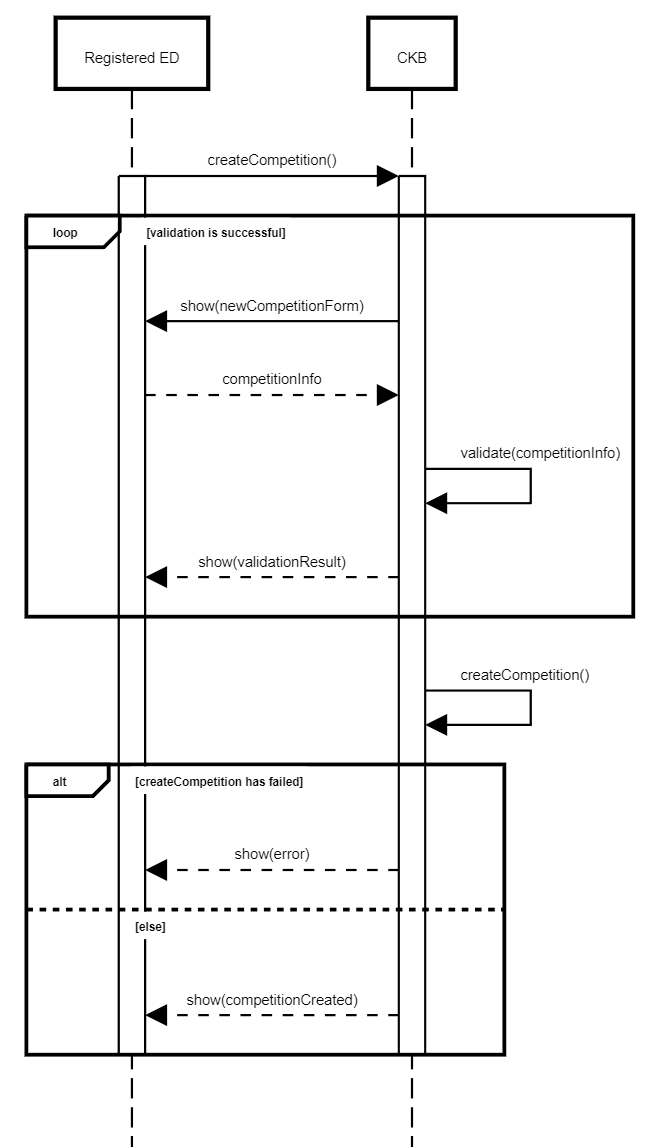 Registered ED
CKB
createCompetition()
loop
[validation is successful]
show(newCompetitionForm)
competitionInfo
validate(competitionInfo)
show(validationResult)
createCompetition()
alt
[createCompetition has failed]
show(error)
[else]
show(competitionCreated)